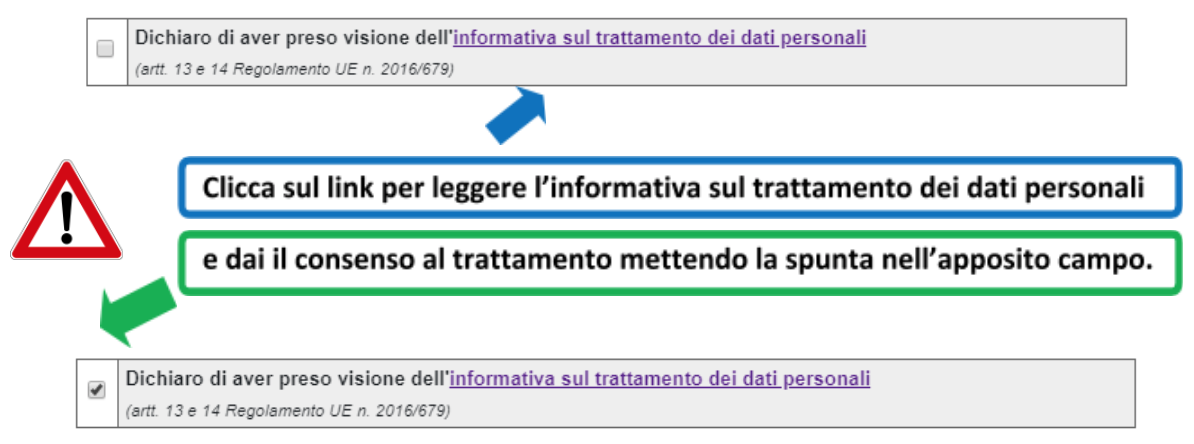 Dichiaro di aver preso visione dell'informativa sul trattamento dei dati personali
(artt. 13 e 14 Regolamento UE n. 2016/679)
Clicca sul link per leggere l’informativa sul trattamento dei dati personali
e dai il consenso al trattamento mettendo la spunta nell’apposito campo.
Dichiaro di aver preso visione dell'informativa sul trattamento dei dati personali
(artt. 13 e 14 Regolamento UE n. 2016/679)